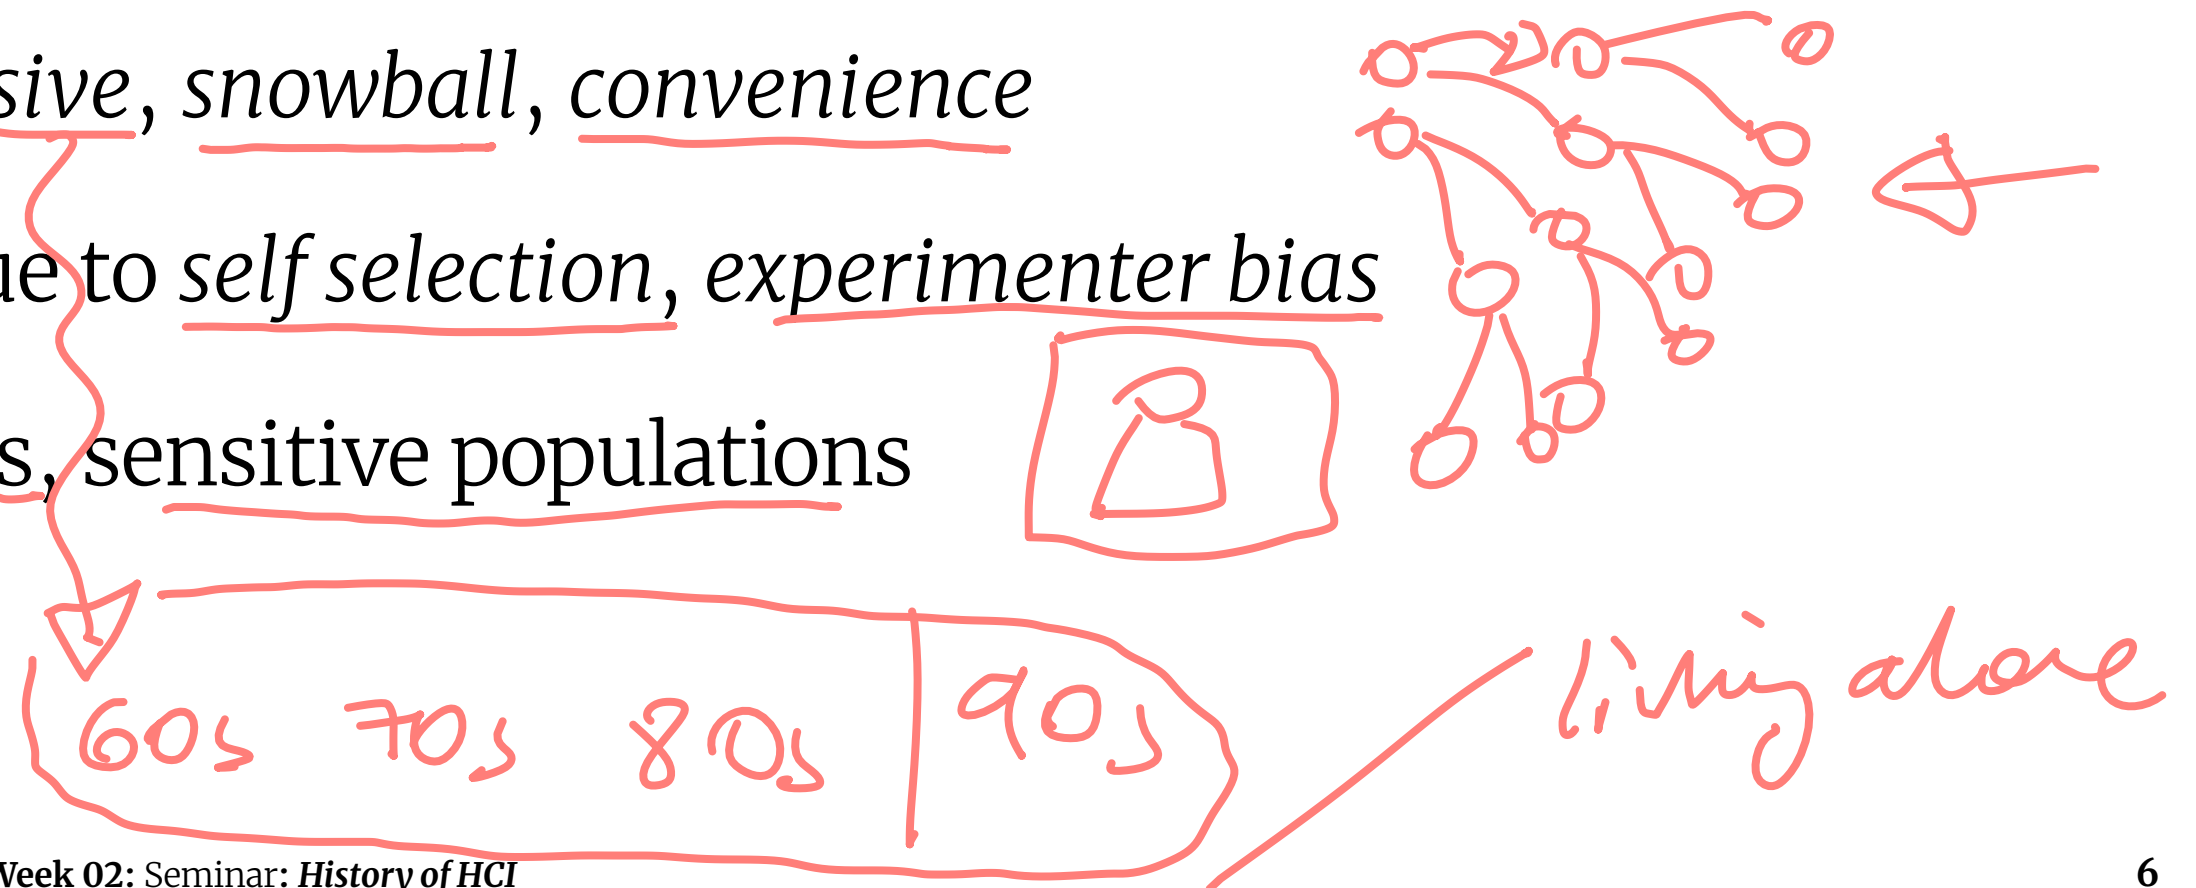 sive, snowball, convenience
ue to self selection, experimenter bias
s, sensitive populations
60s 70s 80s 90s
living alone
Week 02: Seminar: History of HCI
6